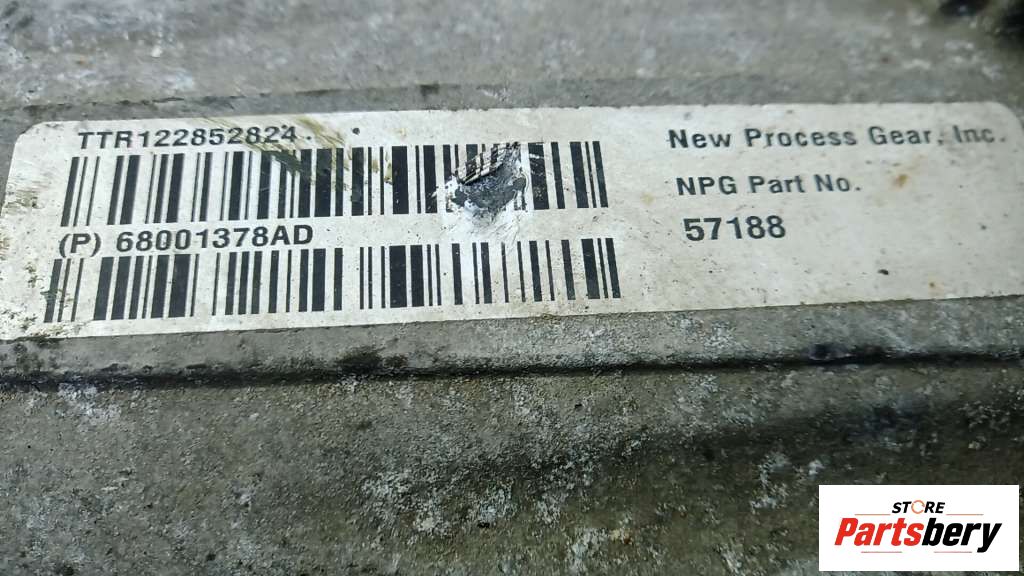 TTR122852824
(P) 68001378AD
New Process Gear, Inc.
NPG Part No.
57188
STORE
Partsbery